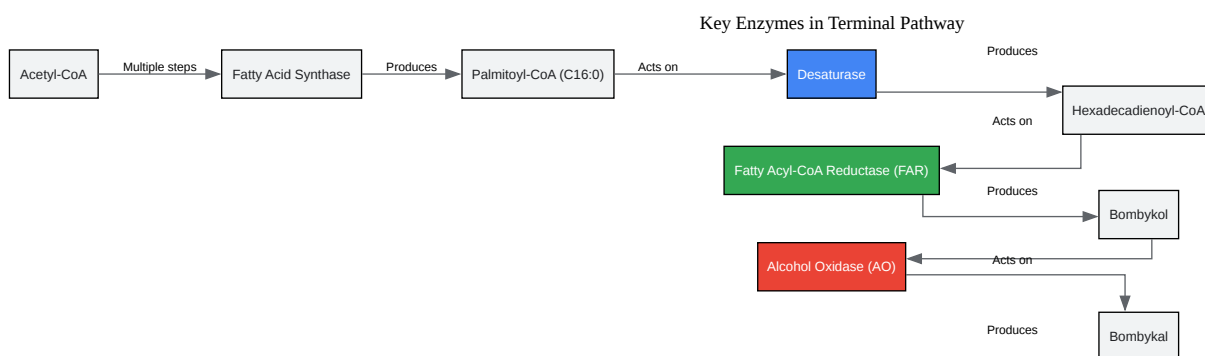 Key Enzymes in Terminal Pathway
Acetyl-CoA
Multiple steps
Fatty Acid Synthase
Produces
Palmitoyl-CoA (C16:0)
Acts on
Desaturase
Produces
Hexadecadienoyl-CoA
Acts on
Fatty Acyl-CoA Reductase (FAR)
Produces
Bombykol
Acts on
Alcohol Oxidase (AO)
Produces
Bombykal